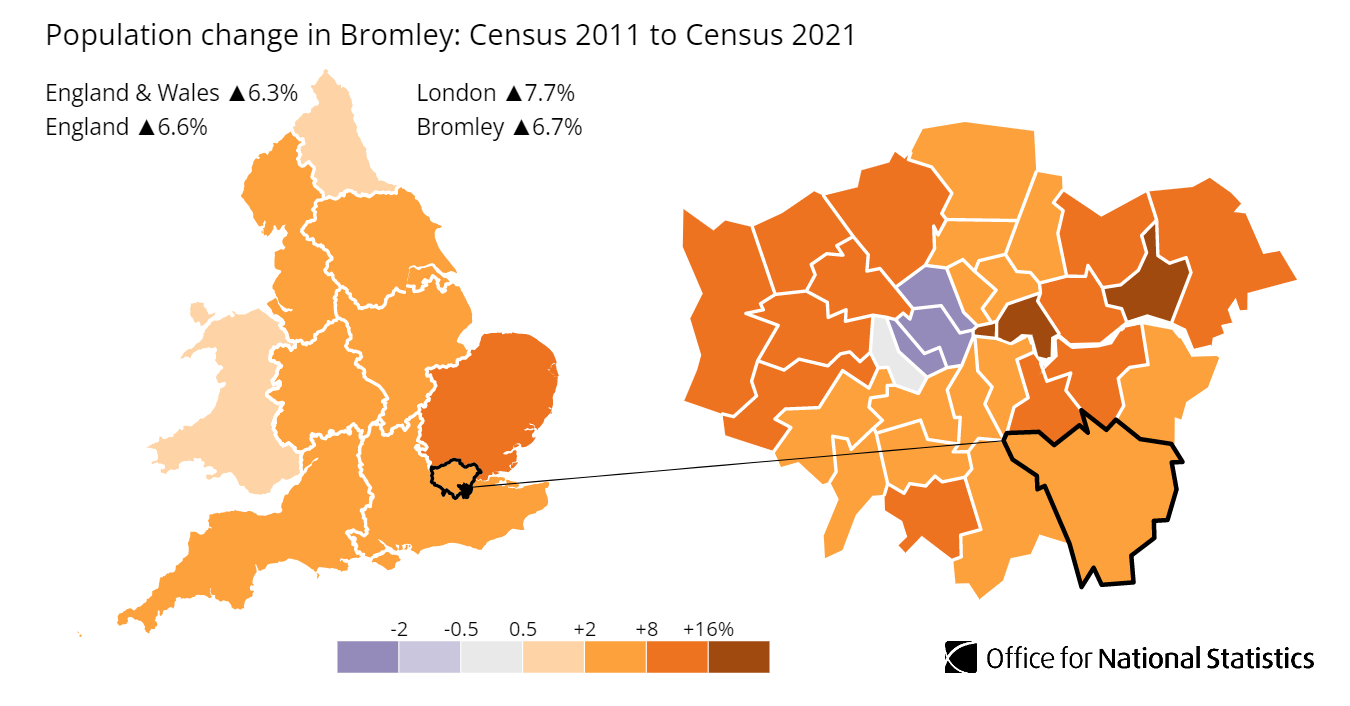 Population change in Bromley: Census 2011 to Census 2021
England & Wales ▲6.3%
London ▲7.7%
England ▲6.6%
Bromley ▲6.7%
-2 -0.5 0.5 +2 +8 +16%
Office for National Statistics